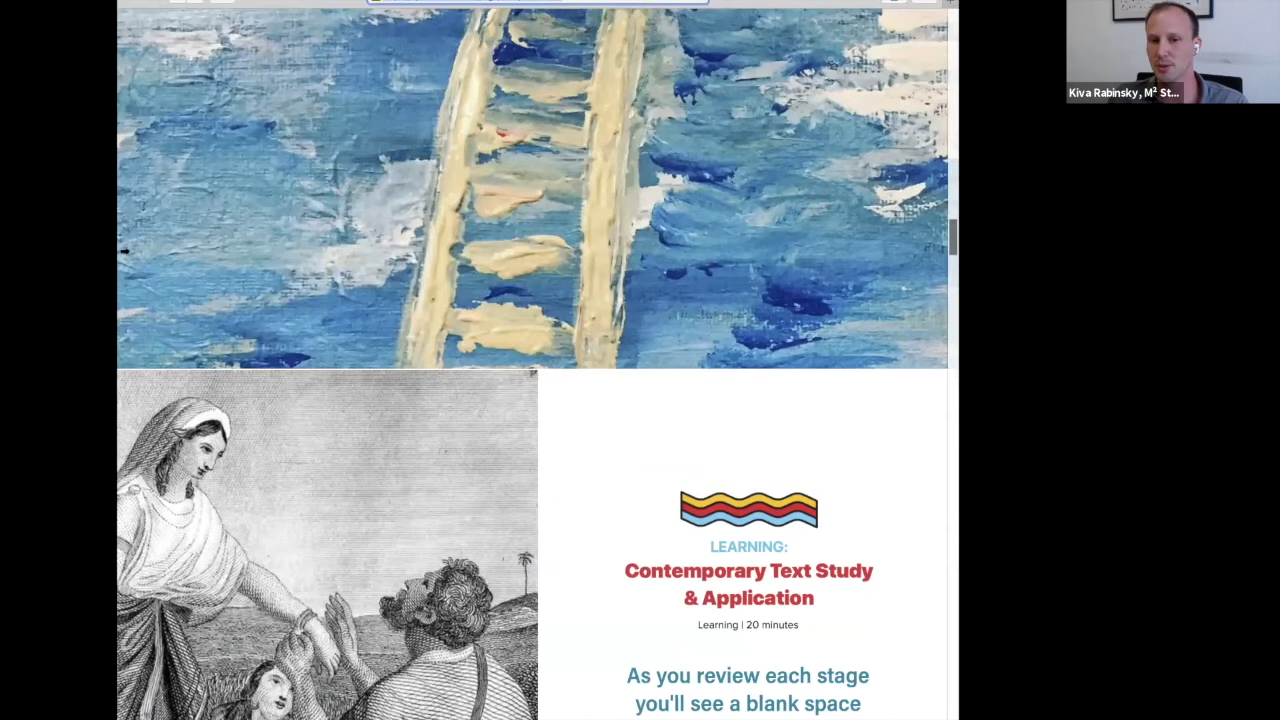 Kiva Rabinsky, M² St...
LEARNING:
Contemporary Text Study
& Application
Learning | 20 minutes
As you review each stage
you'll see a blank space